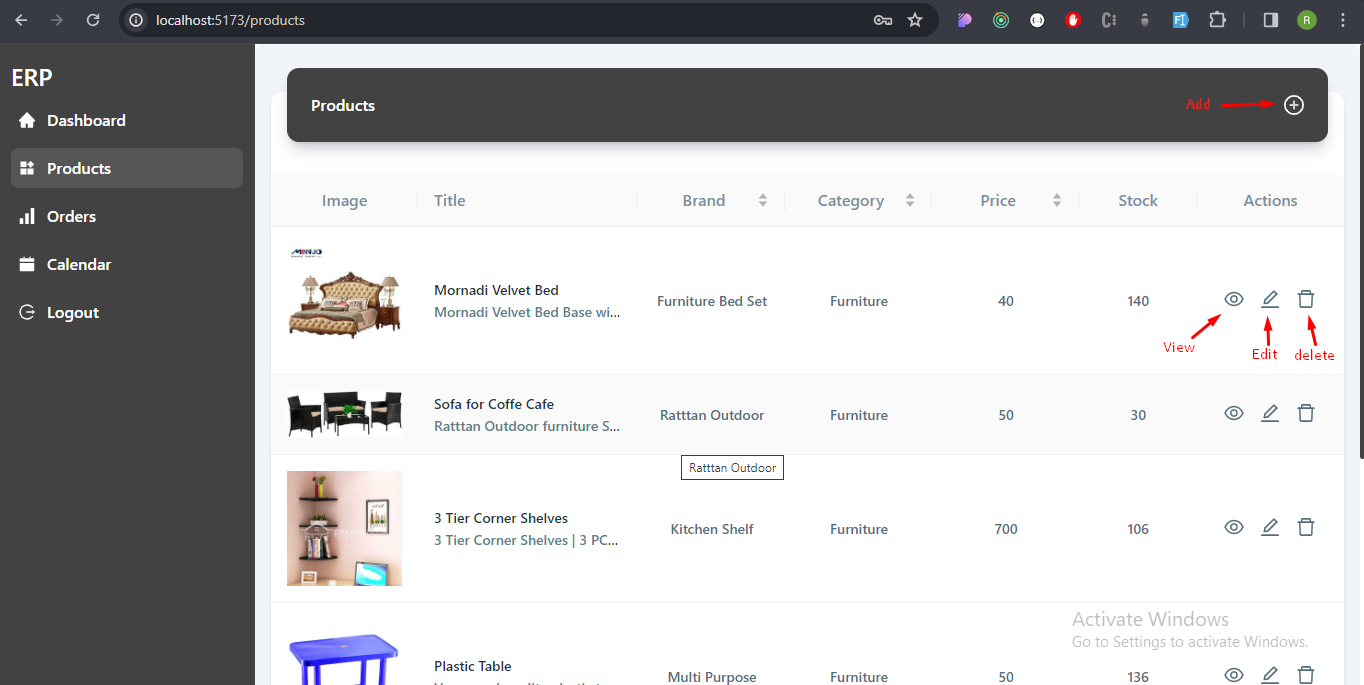 localhost:5173/products
R
ERP
Dashboard
Products
Orders
Calendar
Logout
Products
Add
Image Title Brand Category Price Stock Actions
Mornadi Velvet Bed
Mornadi Velvet Bed Base wi...
Furniture Bed Set Furniture 40 140
View Edit delete
Sofa for Coffe Cafe
Ratttan Outdoor furniture S...
Ratttan Outdoor Furniture 50 30
Ratttan Outdoor
3 Tier Corner Shelves
3 Tier Corner Shelves | 3 PC...
Kitchen Shelf Furniture 700 106
Plastic Table
Multi Purpose Furniture 50 136
Activate Windows
Go to Settings to activate Windows.